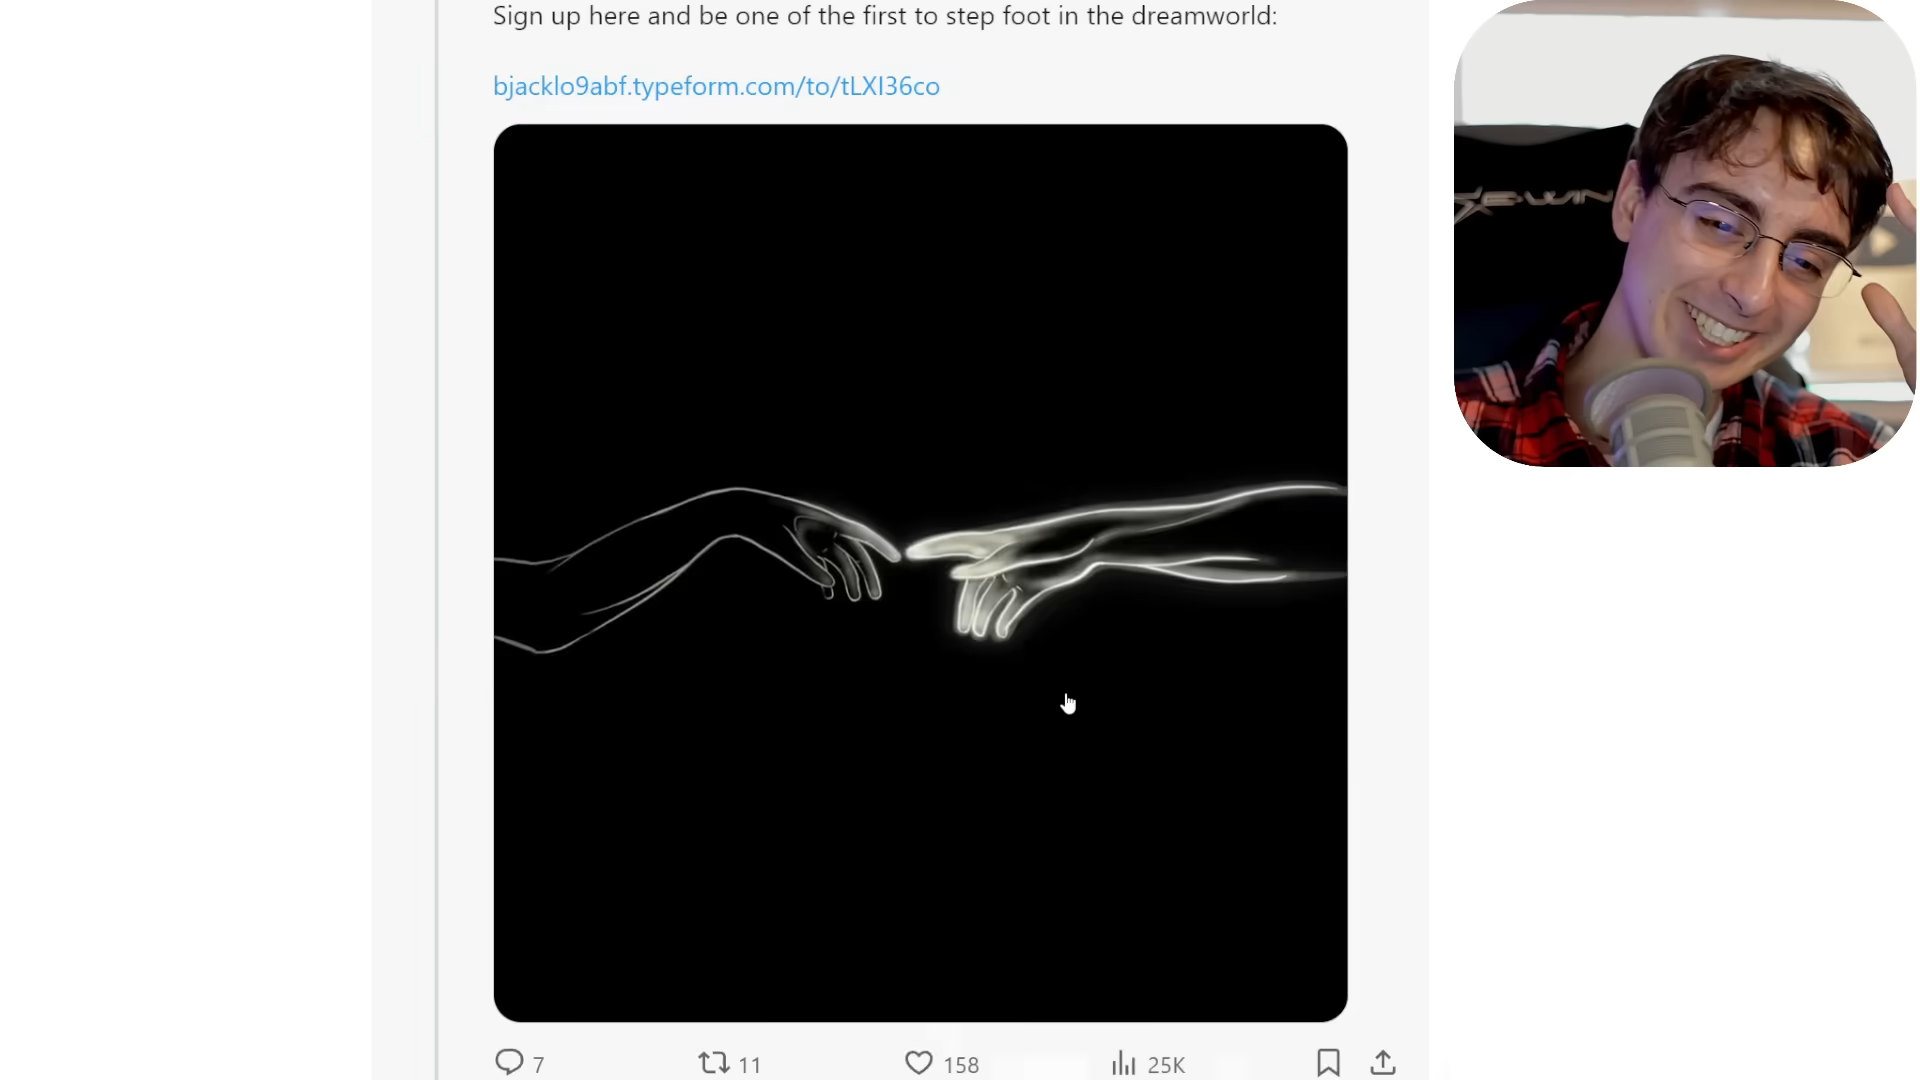 Sign up here and be one of the first to step foot in the dreamworld:
bjacklo9abf.typeform.com/to/tLXI36co
7 11 158 25K